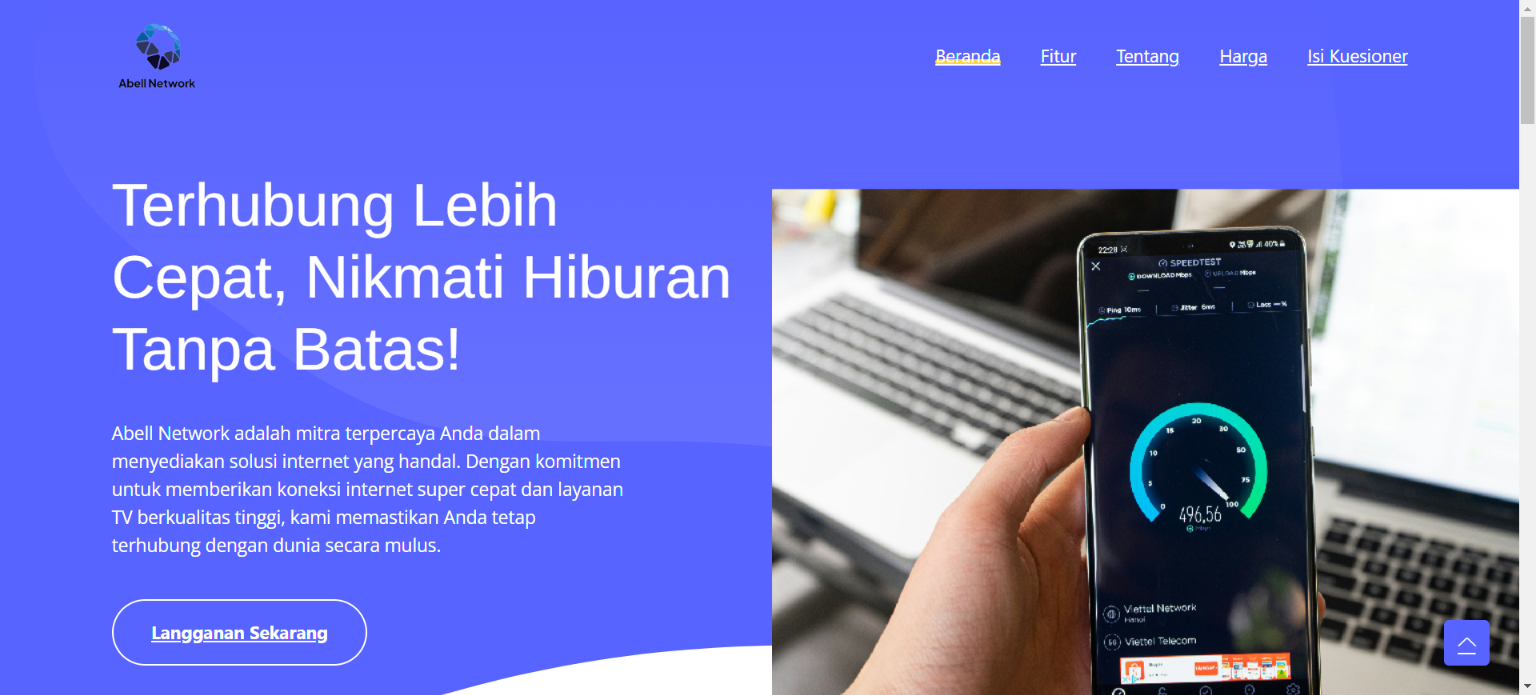 Abell Network
Beranda
Fitur
Tentang
Harga
Isi Kuesioner
Terhubung Lebih
Cepat, Nikmati Hiburan
Tanpa Batas!
Abell Network adalah mitra terpercaya Anda dalam
menyediakan solusi internet yang handal. Dengan komitmen
untuk memberikan koneksi internet super cepat dan layanan
TV berkualitas tinggi, kami memastikan Anda tetap
terhubung dengan dunia secara mulus.
Langganan Sekarang
22:28
40%
SPEEDTEST
DOWNLOAD Mbps
UPLOAD Mbps
Ping 10ms
Jitter 6ms
Loss —%
0
5
10
15
20
30
50
75
100
496,56
Mbps
Viettel Network
Hanoi
Viettel Telecom